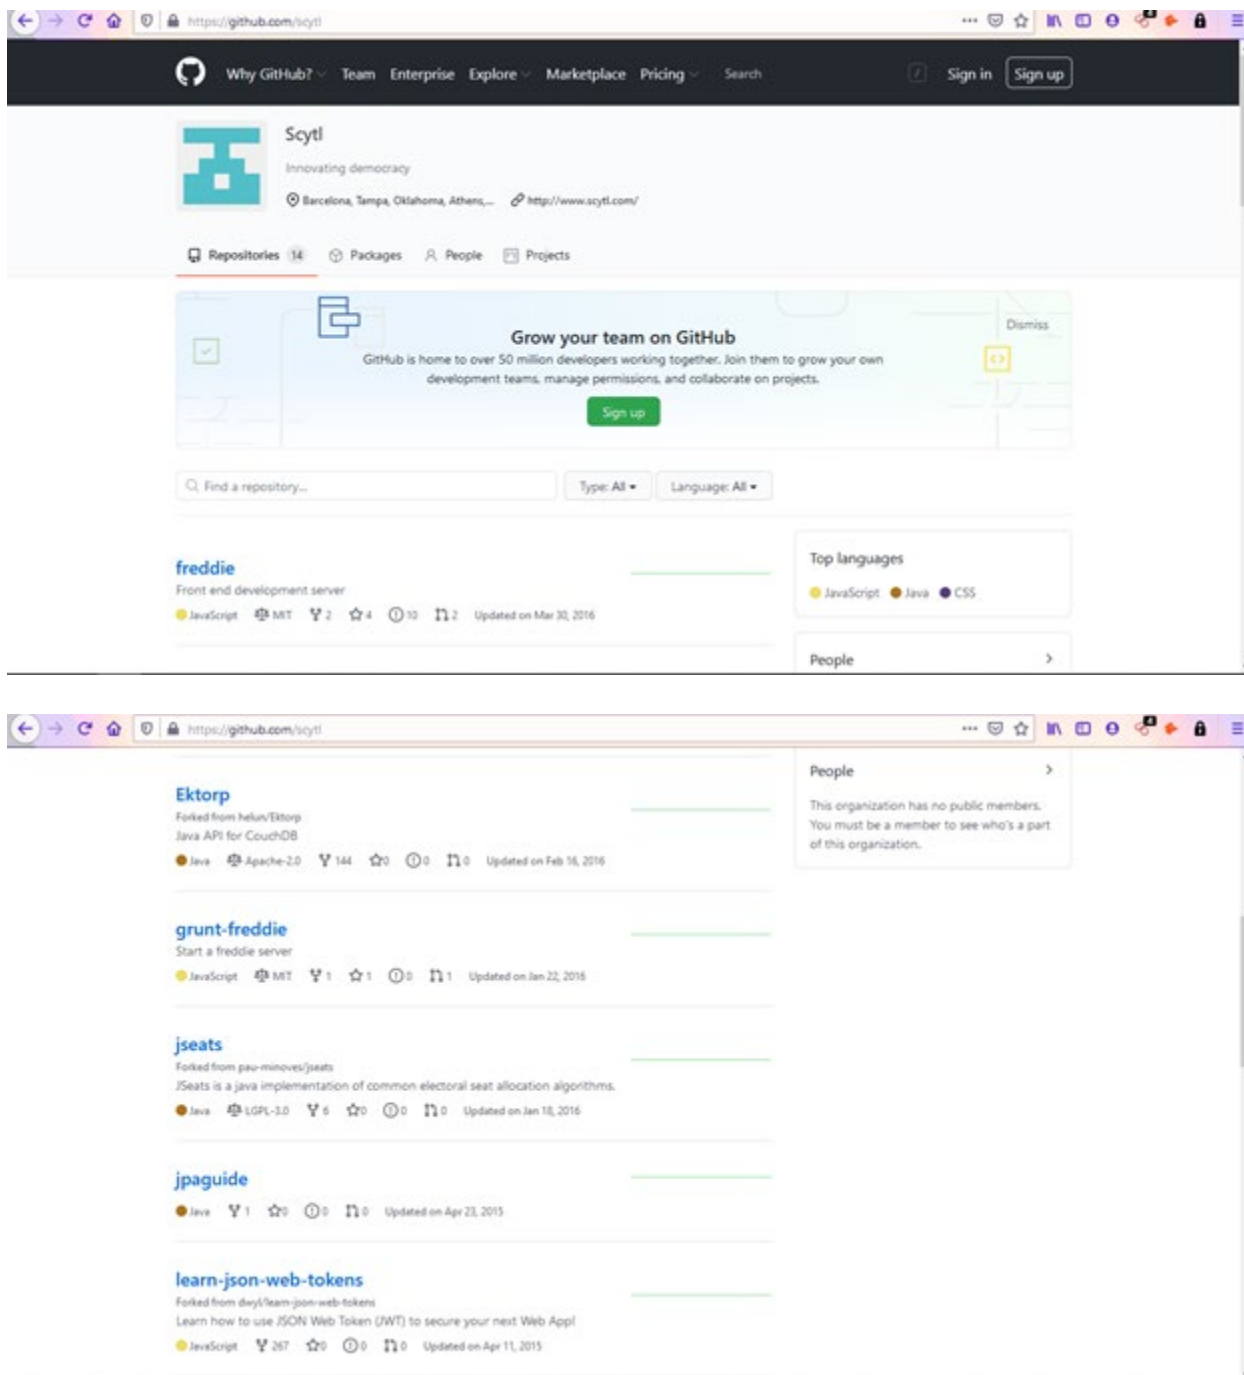 https://github.com/scytl
Why GitHub? Team Enterprise Explore Marketplace Pricing Search / Sign in Sign up
Scytl
Innovating democracy
Barcelona, Tampa, Oklahoma, Athens,... http://www.scytl.com/
Repositories 14 Packages People Projects
Grow your team on GitHub
Dismiss
GitHub is home to over 50 million developers working together. Join them to grow your own
development teams, manage permissions, and collaborate on projects.
Sign up
Find a repository... Type: All Language: All
freddie
Front end development server
JavaScript MIT 2 4 10 2 Updated on Mar 30, 2016
Top languages
JavaScript Java CSS
People
https://github.com/scytl
Ektorp
Forked from helun/Ektorp
Java API for CouchDB
Java Apache-2.0 144 0 0 0 Updated on Feb 16, 2016
People
This organization has no public members.
You must be a member to see who's a part
of this organization.
grunt-freddie
Start a freddie server
JavaScript MIT 1 1 0 1 Updated on Jan 22, 2016
jseats
Forked from pau-minoves/jseats
JSeats is a java implementation of common electoral seat allocation algorithms.
Java LGPL-3.0 6 0 0 0 Updated on Jan 18, 2016
jpaguide
Java 1 0 0 0 Updated on Apr 23, 2015
learn-json-web-tokens
Forked from dwyl/learn-json-web-tokens
Learn how to use JSON Web Token (JWT) to secure your next Web App!
JavaScript 267 0 0 0 Updated on Apr 11, 2015